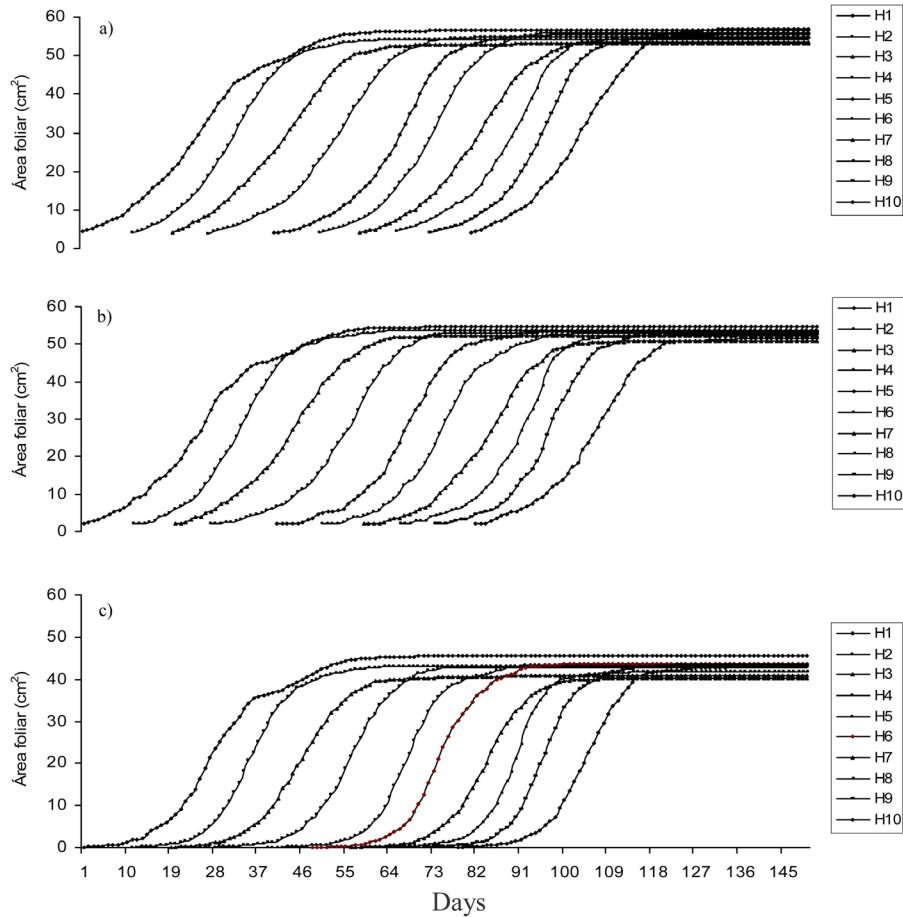 a)
Área foliar (cm²)
60
50
40
30
20
10
0
H1
H2
H3
H4
H5
H6
H7
H8
H9
H10
b)
Área foliar (cm²)
60
50
40
30
20
10
0
H1
H2
H3
H4
H5
H6
H7
H8
H9
H10
c)
Área foliar (cm²)
60
50
40
30
20
10
0
H1
H2
H3
H4
H5
H6
H7
H8
H9
H10
1 10 19 28 37 46 55 64 73 82 91 100 109 118 127 136 145
Days